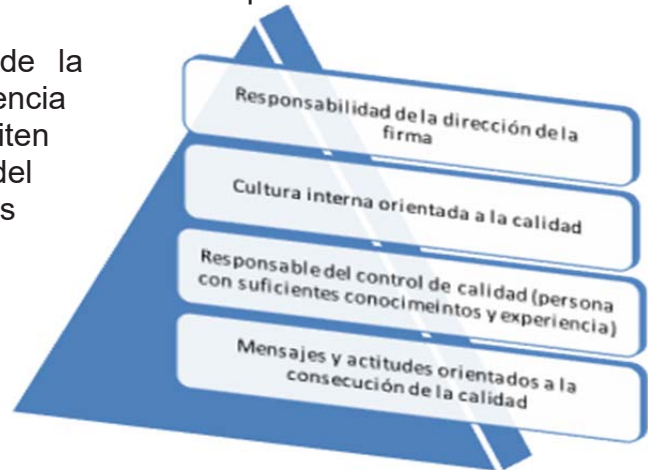 de la
encia
iten
del
s
Responsabilidad de la dirección de la
firma
Cultura interna orientada a la calidad
Responsable del control de calidad (persona
con suficientes conocimeintos y experiencia)
Mensajes y actitudes orientados a la
consecución de la calidad